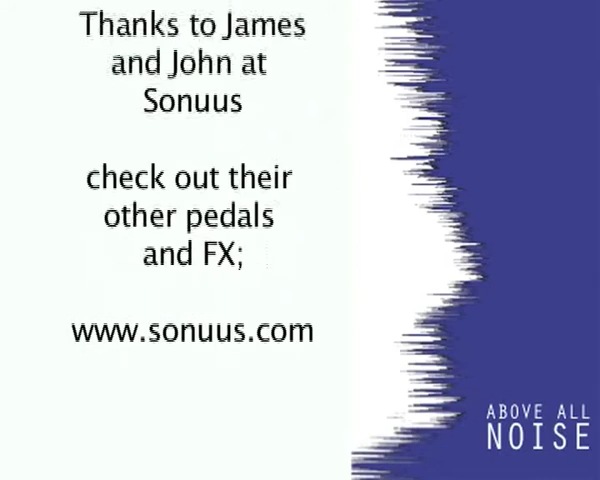 Thanks to James
and John at
Sonuus
check out their
other pedals
and FX;
www.sonuus.com
ABOVE ALL
NOISE